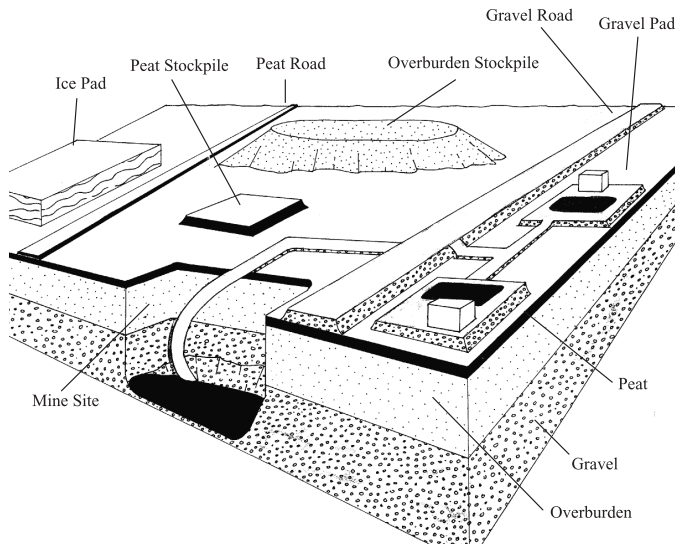 Gravel Road
Gravel Pad
Peat Stockpile
Peat Road
Overburden Stockpile
Ice Pad
Mine Site
Peat
Gravel
Overburden